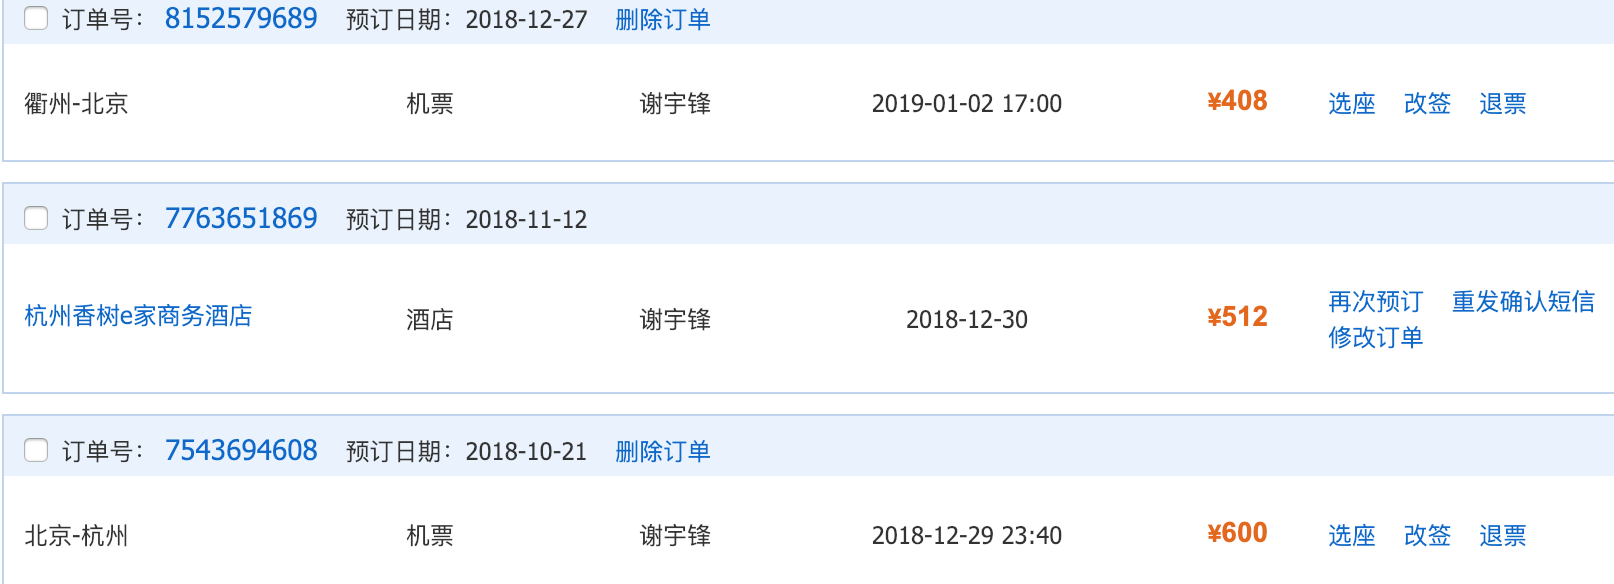 订单号： 8152579689 预订日期：2018-12-27 删除订单
衢州-北京 机票 谢宇锋 2019-01-02 17:00 ¥408 选座 改签 退票
订单号： 7763651869 预订日期：2018-11-12
杭州香树e家商务酒店 酒店 谢宇锋 2018-12-30 ¥512 再次预订 重发确认短信
修改订单
订单号： 7543694608 预订日期：2018-10-21 删除订单
北京-杭州 机票 谢宇锋 2018-12-29 23:40 ¥600 选座 改签 退票